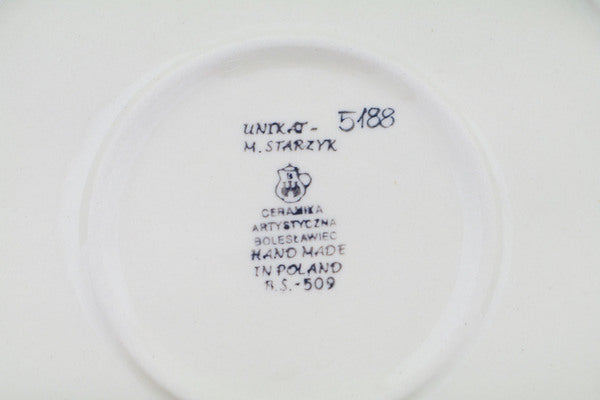 UNIKAT - 5188
M. STARZYK
CERAMIKA
ARTYSTYCZNA
BOLESŁAWIEC
HAND MADE
IN POLAND
B.S.-509